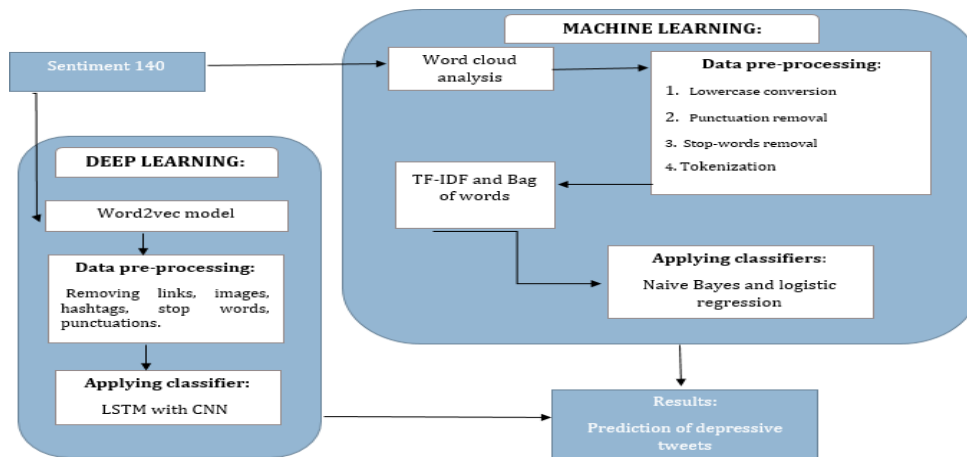 MACHINE LEARNING:
Sentiment 140
Word cloud
analysis
Data pre-processing:
1. Lowercase conversion
2. Punctuation removal
3. Stop-words removal
4. Tokenization
TF-IDF and Bag
of words
Applying classifiers:
Naive Bayes and logistic
regression
DEEP LEARNING:
Word2vec model
Data pre-processing:
Removing links, images,
hashtags, stop words,
punctuations.
Applying classifier:
LSTM with CNN
Results:
Prediction of depressive
tweets